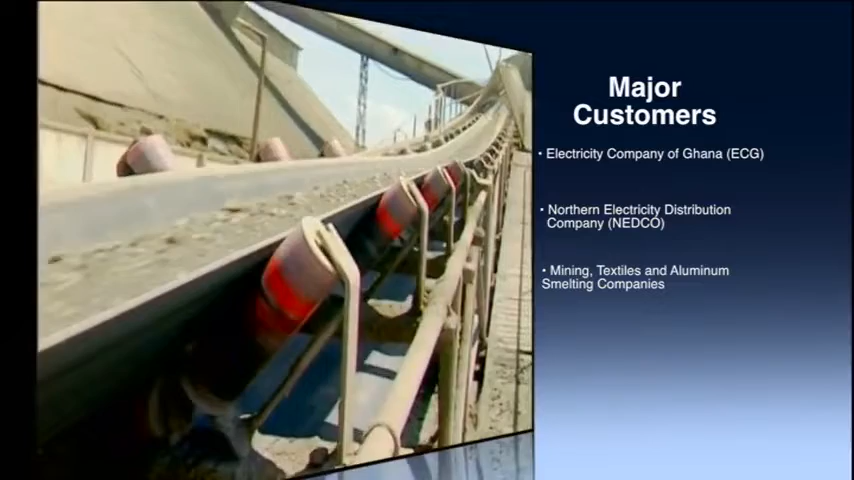 Major
Customers
• Electricity Company of Ghana (ECG)
• Northern Electricity Distribution
Company (NEDCO)
• Mining, Textiles and Aluminum
Smelting Companies